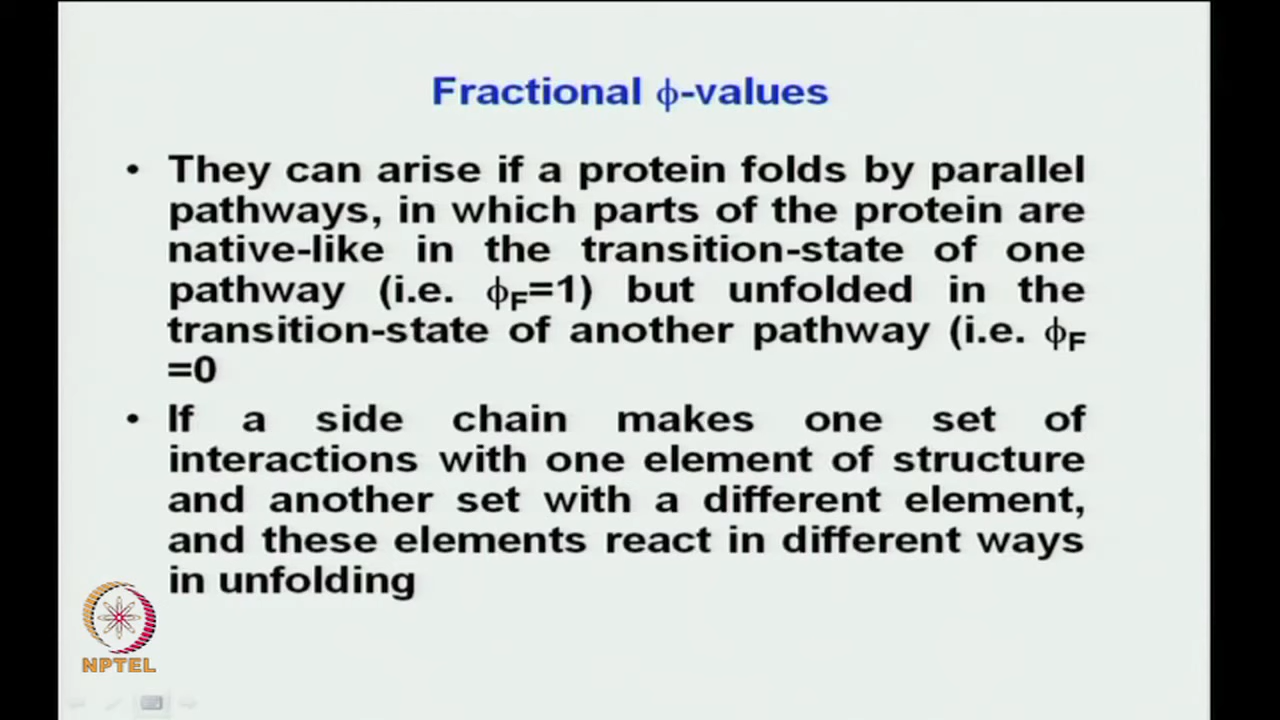 Fractional ϕ-values
• They can arise if a protein folds by parallel
pathways, in which parts of the protein are
native-like in the transition-state of one
pathway (i.e. ϕF=1) but unfolded in the
transition-state of another pathway (i.e. ϕF
=0
• If a side chain makes one set of
interactions with one element of structure
and another set with a different element,
and these elements react in different ways
in unfolding
NPTEL